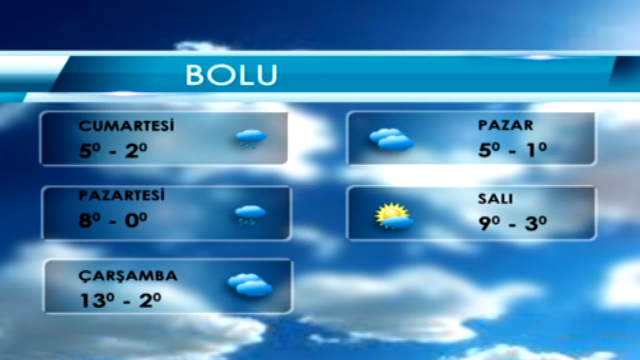 BOLU
CUMARTESİ
5º - 2º
PAZAR
5º - 1º
PAZARTESİ
8º - 0º
SALI
9º - 3º
ÇARŞAMBA
13º - 2º